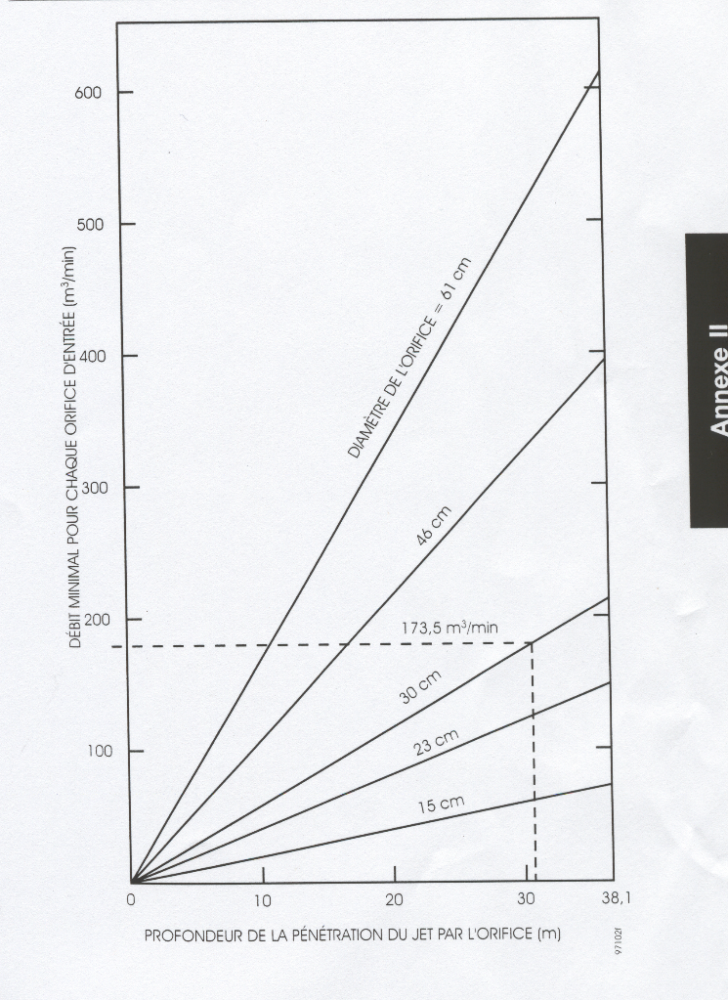 600
500
400
300
200
100
DÉBIT MINIMAL POUR CHAQUE ORIFICE D'ENTRÉE (m³/min)
DIAMÈTRE DE L'ORIFICE = 61 cm
46 cm
173,5 m³/min
30 cm
23 cm
15 cm
0 10 20 30 38,1
PROFONDEUR DE LA PÉNÉTRATION DU JET PAR L'ORIFICE (m)
97102f
Annexe II